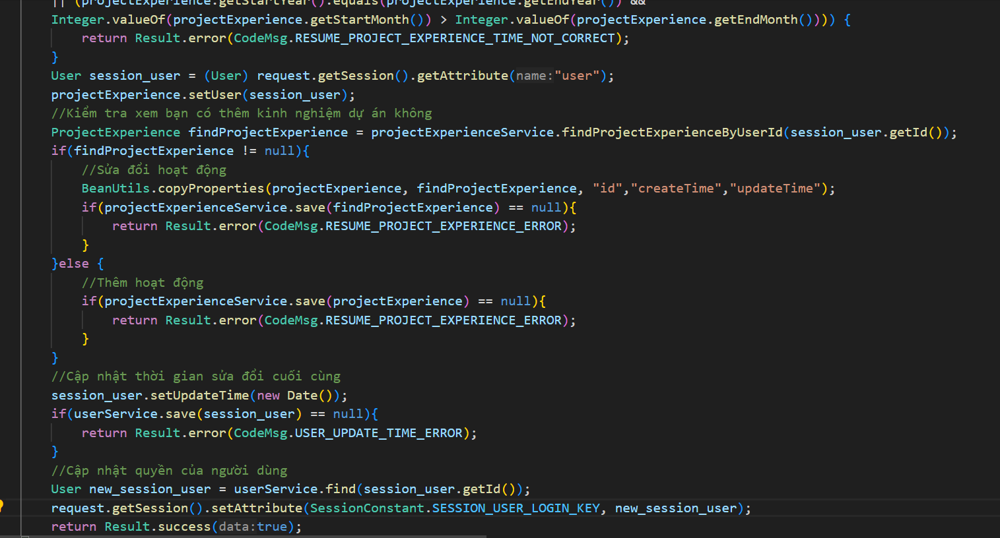 || (projectExperience.getStartYear().equals(projectExperience.getEndYear()) &&
Integer.valueOf(projectExperience.getStartMonth()) > Integer.valueOf(projectExperience.getEndMonth()))) {
return Result.error(CodeMsg.RESUME_PROJECT_EXPERIENCE_TIME_NOT_CORRECT);
}
User session_user = (User) request.getSession().getAttribute(name:"user");
projectExperience.setUser(session_user);
//Kiểm tra xem bạn có thêm kinh nghiệm dự án không
ProjectExperience findProjectExperience = projectExperienceService.findProjectExperienceByUserId(session_user.getId());
if(findProjectExperience != null){
//Sửa đổi hoạt động
BeanUtils.copyProperties(projectExperience, findProjectExperience, "id","createTime","updateTime");
if(projectExperienceService.save(findProjectExperience) == null){
return Result.error(CodeMsg.RESUME_PROJECT_EXPERIENCE_ERROR);
}
}else {
//Thêm hoạt động
if(projectExperienceService.save(projectExperience) == null){
return Result.error(CodeMsg.RESUME_PROJECT_EXPERIENCE_ERROR);
}
}
//Cập nhật thời gian sửa đổi cuối cùng
session_user.setUpdateTime(new Date());
if(userService.save(session_user) == null){
return Result.error(CodeMsg.USER_UPDATE_TIME_ERROR);
}
//Cập nhật quyền của người dùng
User new_session_user = userService.find(session_user.getId());
request.getSession().setAttribute(SessionConstant.SESSION_USER_LOGIN_KEY, new_session_user);
return Result.success(data:true);